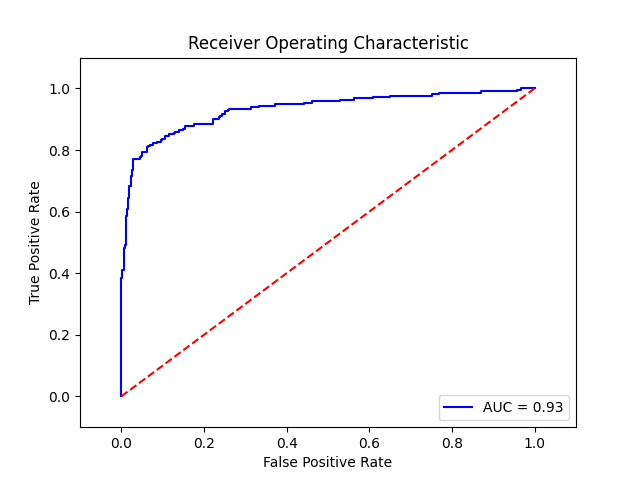 Receiver Operating Characteristic
True Positive Rate
1.0
0.8
0.6
0.4
0.2
0.0
0.0 0.2 0.4 0.6 0.8 1.0
False Positive Rate
AUC = 0.93